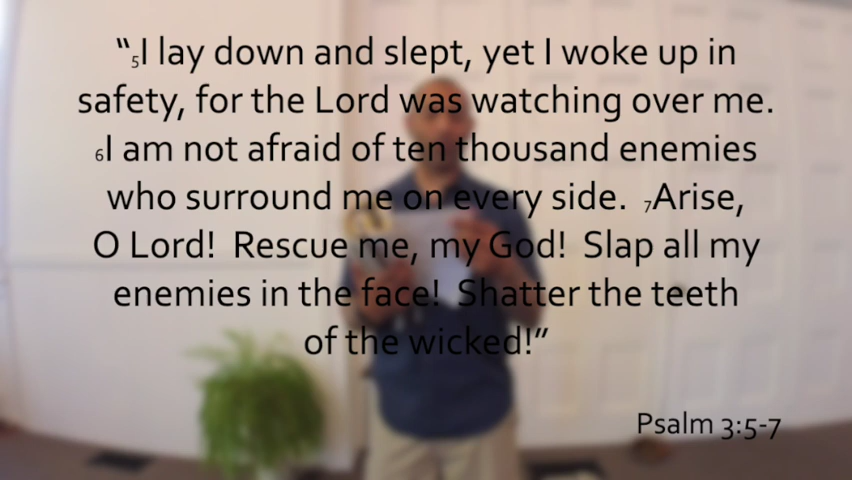 “5I lay down and slept, yet I woke up in
safety, for the Lord was watching over me.
6I am not afraid of ten thousand enemies
who surround me on every side. 7Arise,
O Lord! Rescue me, my God! Slap all my
enemies in the face! Shatter the teeth
of the wicked!”
Psalm 3:5-7